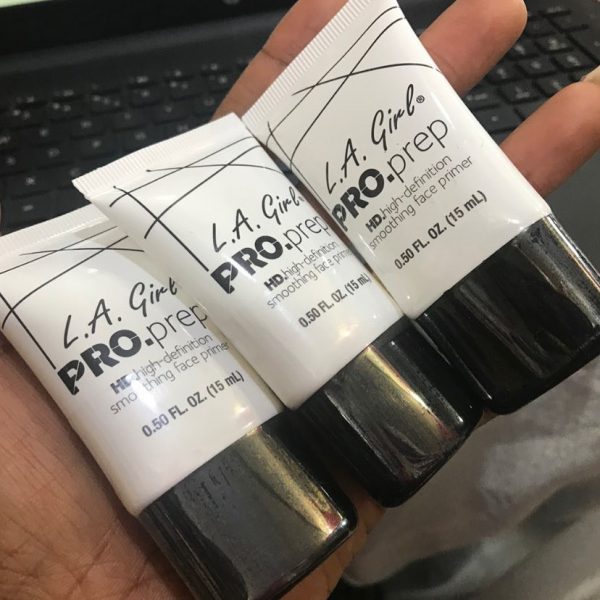 L.A. Girl
PRO.prep
HD.high-definition
smoothing face primer
0.50 FL. OZ. (15 mL)
L.A. Girl
PRO.prep
HD.high-definition
smoothing face primer
0.50 FL. OZ. (15 mL)
L.A. Girl®
PRO.prep
HD.high-definition
smoothing face primer
0.50 FL. OZ. (15 mL)